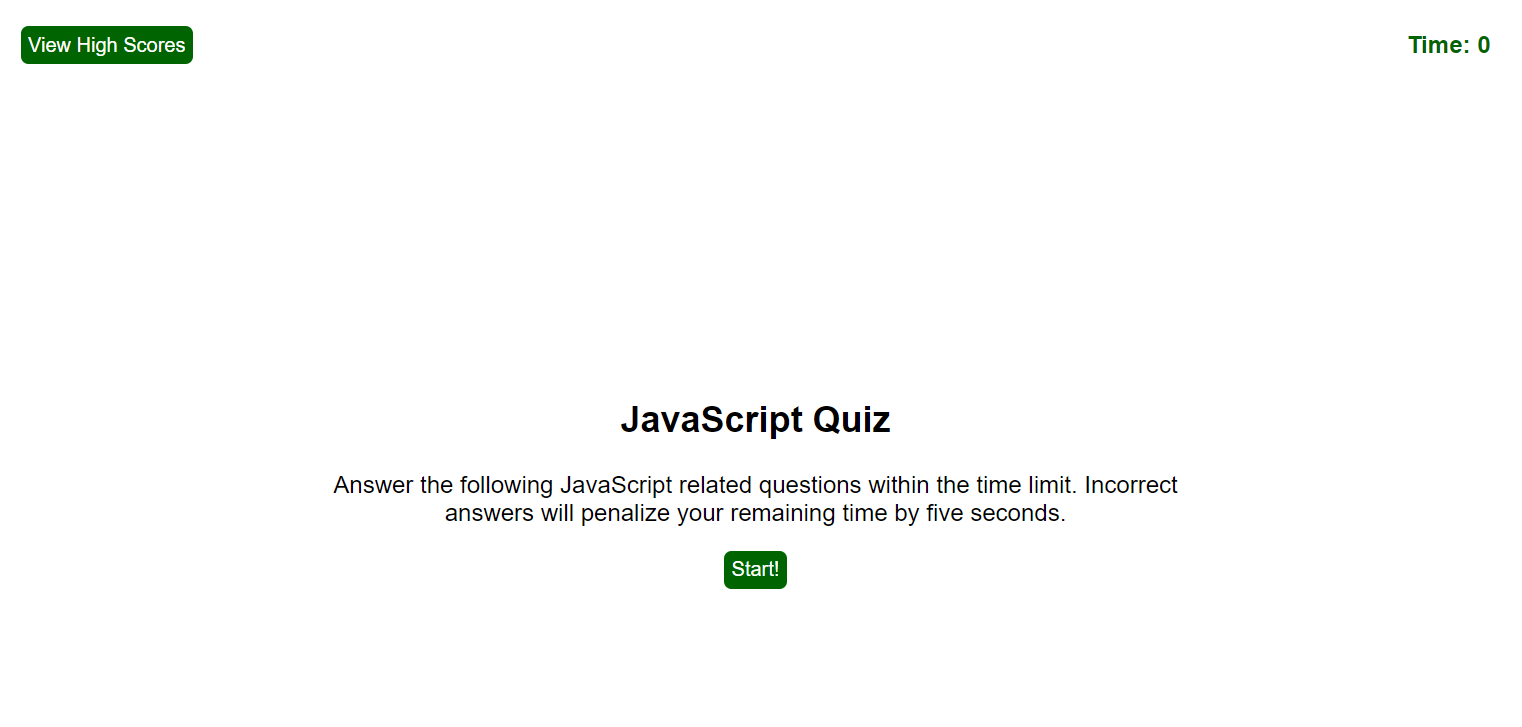 View High Scores
Time: 0
JavaScript Quiz
Answer the following JavaScript related questions within the time limit. Incorrect
answers will penalize your remaining time by five seconds.
Start!